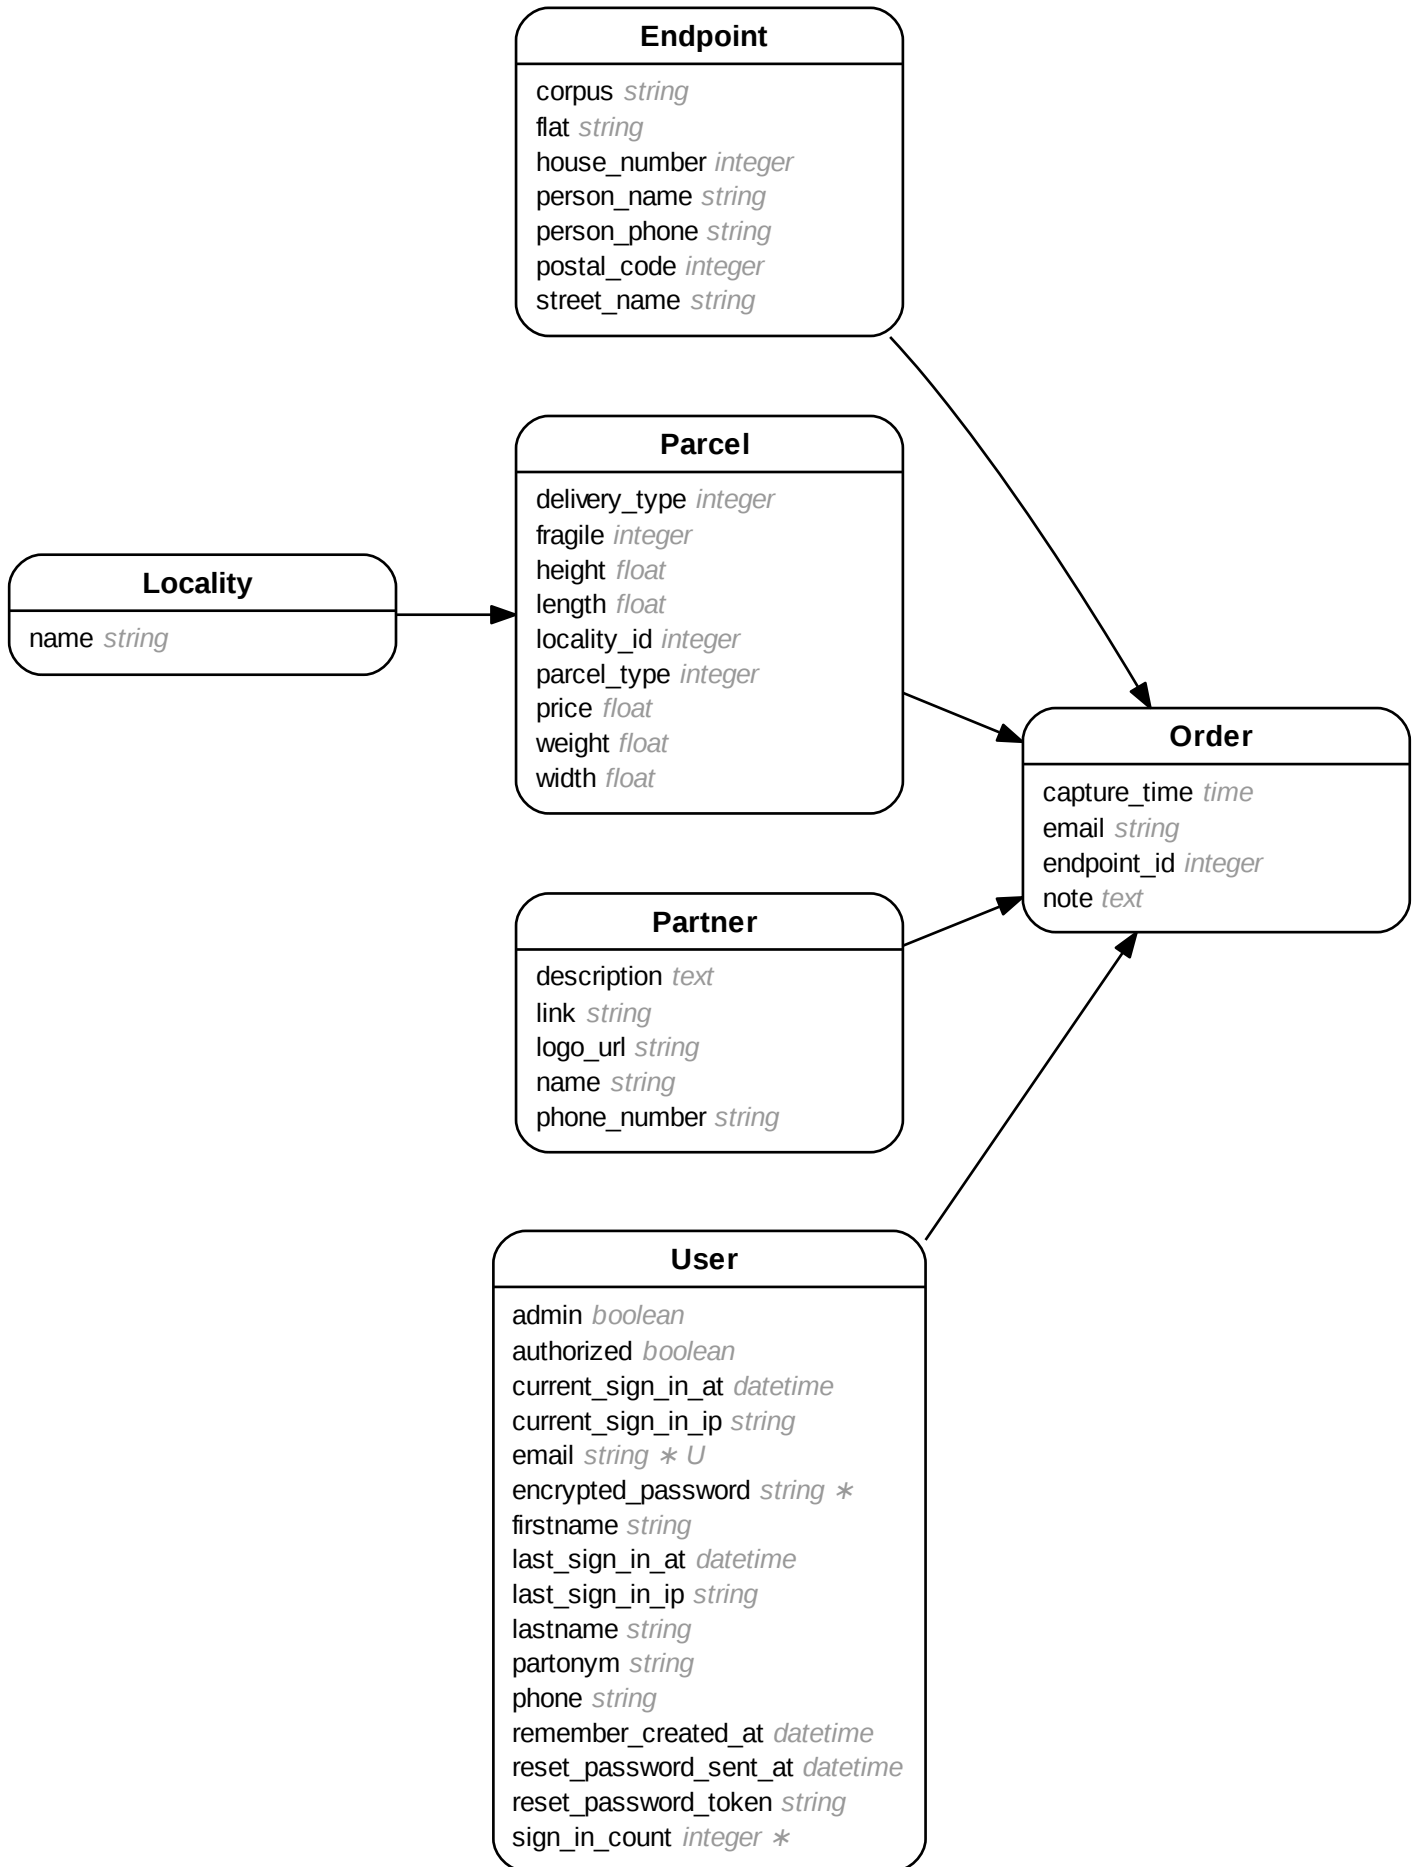 Endpoint
corpus string
flat string
house_number integer
person_name string
person_phone string
postal_code integer
street_name string
Parcel
delivery_type integer
fragile integer
height float
length float
locality_id integer
parcel_type integer
price float
weight float
width float
Locality
name string
Order
capture_time time
email string
endpoint_id integer
note text
Partner
description text
link string
logo_url string
name string
phone_number string
User
admin boolean
authorized boolean
current_sign_in_at datetime
current_sign_in_ip string
email string ∗ U
encrypted_password string ∗
firstname string
last_sign_in_at datetime
last_sign_in_ip string
lastname string
partonym string
phone string
remember_created_at datetime
reset_password_sent_at datetime
reset_password_token string
sign_in_count integer ∗